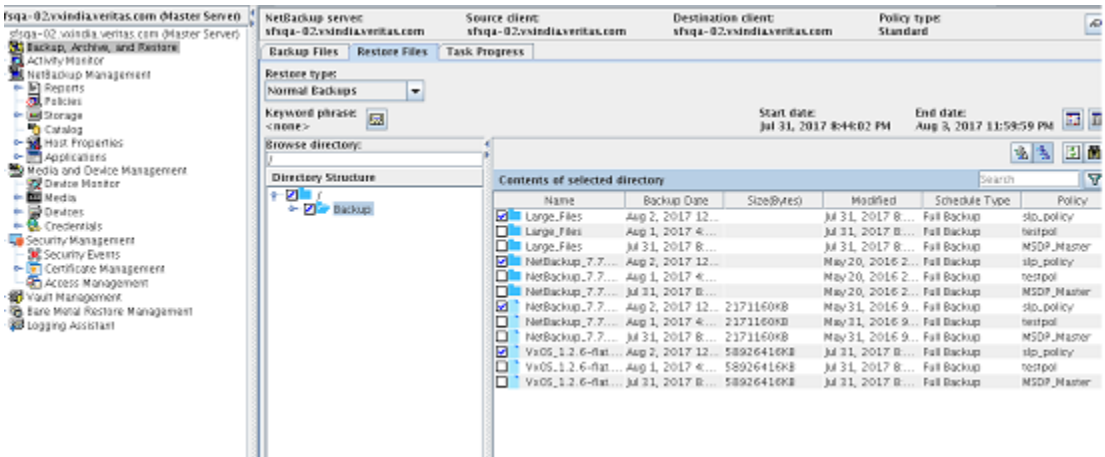 sfsqa-02.vxindia.veritas.com (Master Server)
sfsqa-02.vxindia.veritas.com (Master Server)
Backup, Archive, and Restore
Activity Monitor
NetBackup Management
Reports
Policies
Storage
Catalog
Host Properties
Applications
Media and Device Management
Device Monitor
Media
Devices
Credentials
Security Management
Security Events
Certificate Management
Access Management
Vault Management
Bare Metal Restore Management
Logging Assistant
NetBackup server: Source client: Destination client: Policy type:
sfsqa-02.vxindia.veritas.com sfsqa-02.vxindia.veritas.com sfsqa-02.vxindia.veritas.com Standard
Backup Files Restore Files Task Progress
Restore type:
Normal Backups
Keyword phrase: Start date: End date:
<none> Jul 31, 2017 8:44:02 PM Aug 3, 2017 11:59:59 PM
Browse directory:
/
Directory Structure
/
Backup
Contents of selected directory Search
Name Backup Date Size(Bytes) Modified Schedule Type Policy
Large_Files Aug 2, 2017 12... Jul 31, 2017 8:... Full Backup slp_policy
Large_Files Aug 1, 2017 4:... Jul 31, 2017 8:... Full Backup testpol
Large_Files Jul 31, 2017 8:... Jul 31, 2017 8:... Full Backup MSDP_Master
NetBackup_7.7.... Aug 2, 2017 12... May 20, 2016 2... Full Backup slp_policy
NetBackup_7.7.... Aug 1, 2017 4:... May 20, 2016 2... Full Backup testpol
NetBackup_7.7.... Jul 31, 2017 8:... May 20, 2016 2... Full Backup MSDP_Master
NetBackup_7.7.... Aug 2, 2017 12... 2171160KB May 31, 2016 9... Full Backup slp_policy
NetBackup_7.7.... Aug 1, 2017 4:... 2171160KB May 31, 2016 9... Full Backup testpol
NetBackup_7.7.... Jul 31, 2017 8:... 2171160KB May 31, 2016 9... Full Backup MSDP_Master
VxOS_1.2.6-flat... Aug 2, 2017 12... 58926416KB Jul 31, 2017 8:... Full Backup slp_policy
VxOS_1.2.6-flat... Aug 1, 2017 4:... 58926416KB Jul 31, 2017 8:... Full Backup testpol
VxOS_1.2.6-flat... Jul 31, 2017 8:... 58926416KB Jul 31, 2017 8:... Full Backup MSDP_Master